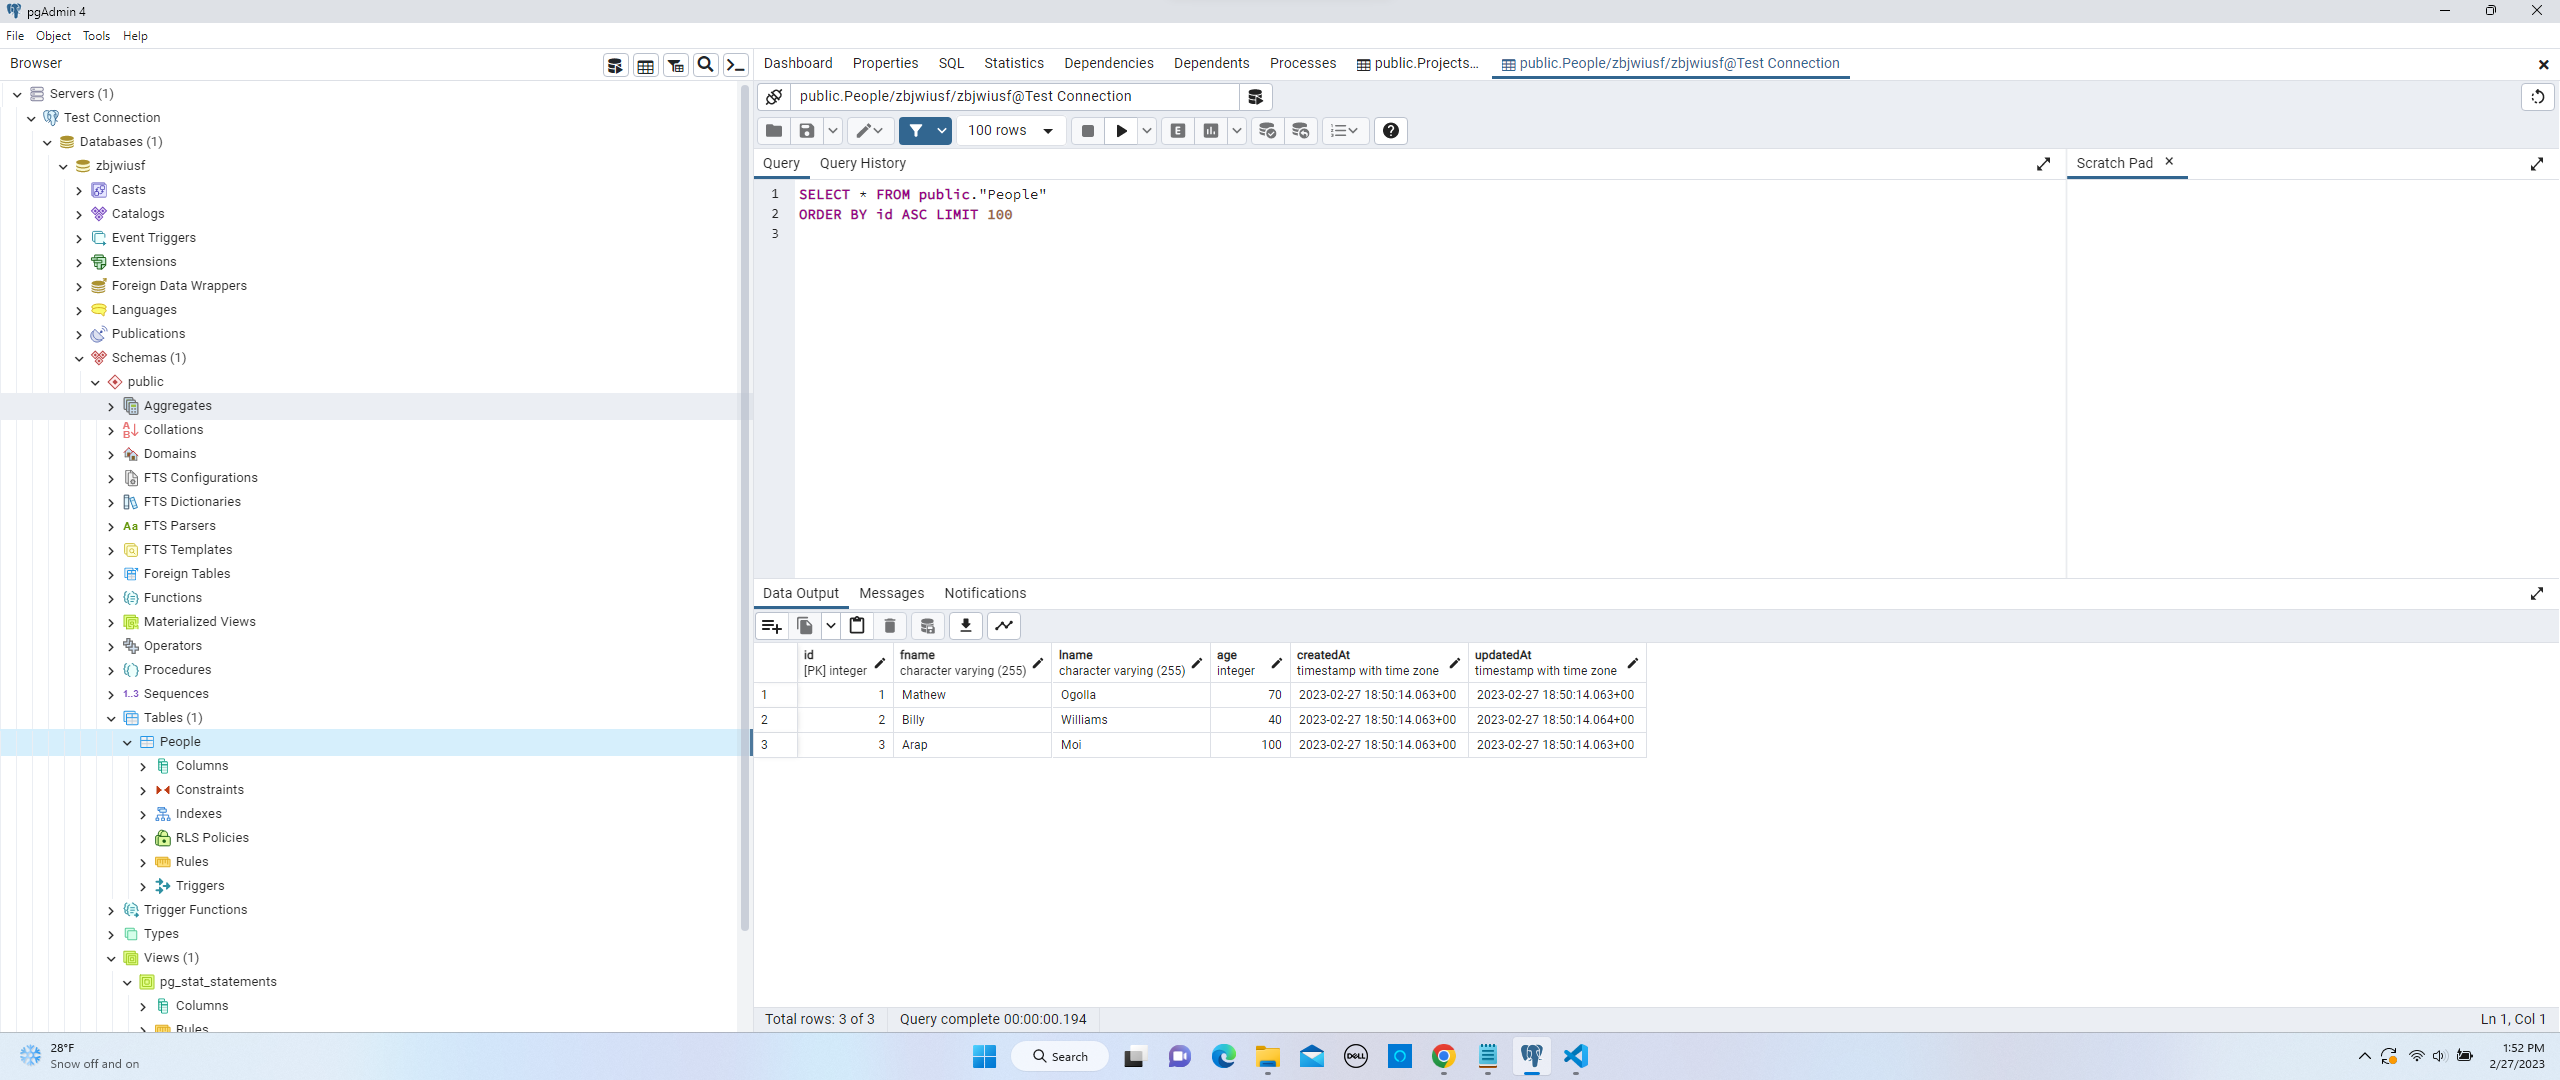 pgAdmin 4
File Object Tools Help
Browser
Servers (1)
Test Connection
Databases (1)
zbjwiusf
Casts
Catalogs
Event Triggers
Extensions
Foreign Data Wrappers
Languages
Publications
Schemas (1)
public
Aggregates
Collations
Domains
FTS Configurations
FTS Dictionaries
Aa FTS Parsers
FTS Templates
Foreign Tables
Functions
Materialized Views
Operators
Procedures
1..3 Sequences
Tables (1)
People
Columns
Constraints
Indexes
RLS Policies
Rules
Triggers
Trigger Functions
Types
Views (1)
pg_stat_statements
Columns
Rules
Dashboard Properties SQL Statistics Dependencies Dependents Processes public.Projects... public.People/zbjwiusf/zbjwiusf@Test Connection
public.People/zbjwiusf/zbjwiusf@Test Connection
100 rows E
Query Query History
Scratch Pad
1 SELECT * FROM public."People"
2 ORDER BY id ASC LIMIT 100
3
Data Output Messages Notifications
id fname lname age createdAt updatedAt
[PK] integer character varying (255) character varying (255) integer timestamp with time zone timestamp with time zone
1 1 Mathew Ogolla 70 2023-02-27 18:50:14.063+00 2023-02-27 18:50:14.063+00
2 2 Billy Williams 40 2023-02-27 18:50:14.063+00 2023-02-27 18:50:14.064+00
3 3 Arap Moi 100 2023-02-27 18:50:14.063+00 2023-02-27 18:50:14.063+00
Total rows: 3 of 3 Query complete 00:00:00.194 Ln 1, Col 1
28°F
Snow off and on
Search
DELL
1:52 PM
2/27/2023